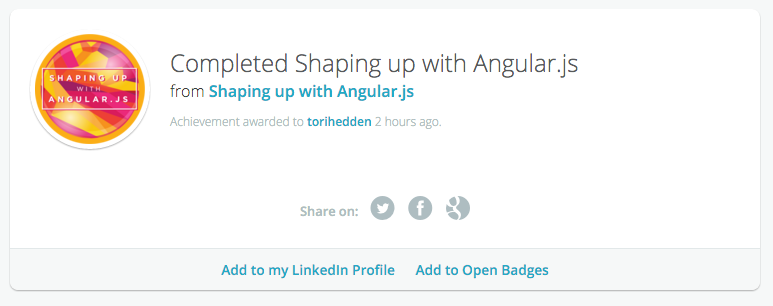 SHAPING UP
WITH
ANGULAR.JS
Completed Shaping up with Angular.js
from Shaping up with Angular.js
Achievement awarded to torihedden 2 hours ago.
Share on:
Add to my LinkedIn Profile Add to Open Badges